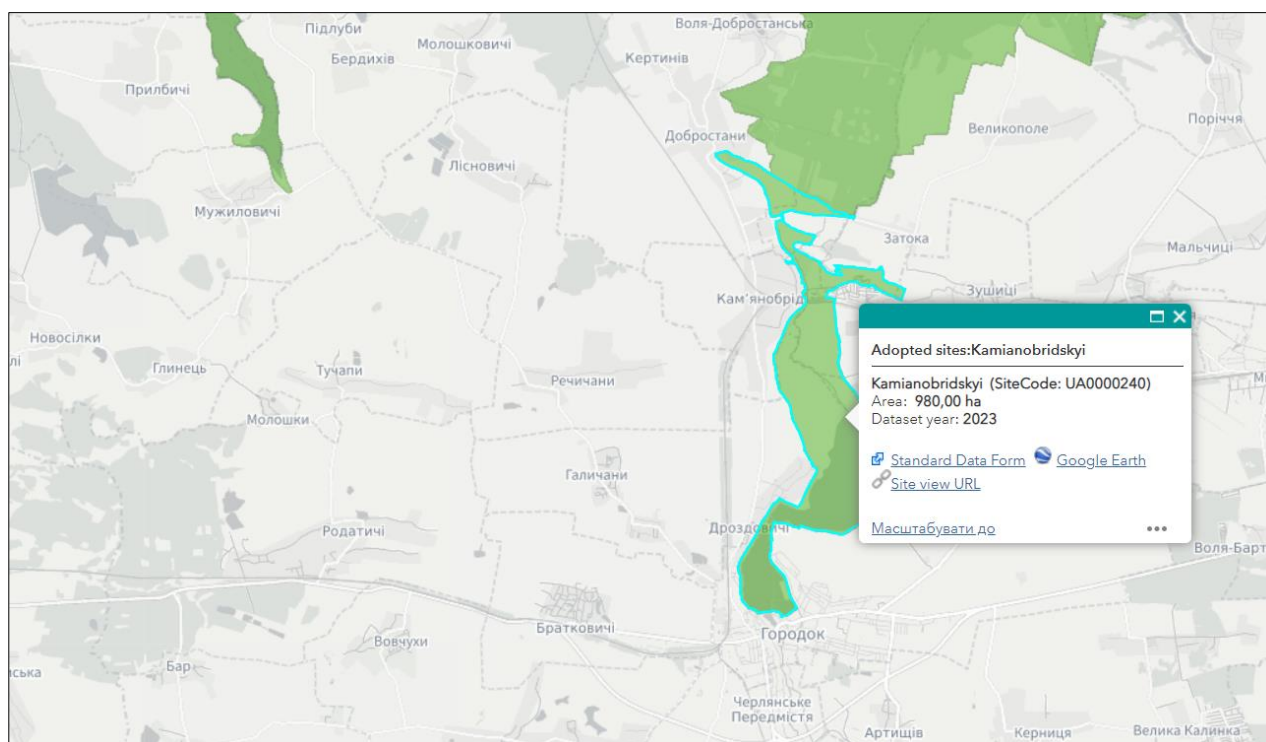 Підлуби
Воля-Добростанська
Бердихів
Молошковичі
Кертинів
Прилбичі
Поріччя
Великополе
Добростани
Лісновичі
Мужиловичі
Затока
Мальчиці
Зушиці
Кам'янобрід
Новосілки
Глинець
Тучапи
Речичани
Молошки
Галичани
Adopted sites:Kamianobridskyi
Kamianobridskyi (SiteCode: UA0000240)
Area: 980,00 ha
Dataset year: 2023
Standard Data Form Google Earth
Site view URL
Масштабувати до
Родатичі
Дроздовичі
Воля-Барт
Братковичі
Городок
Вовчухи
Бар
Черлянське
Передмістя
Артищів
Керниця
Велика Калинка